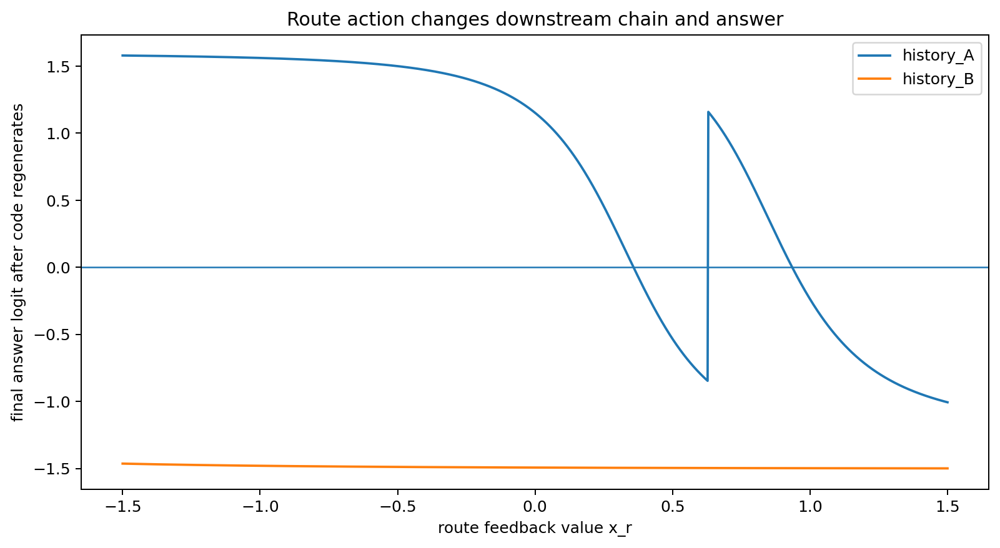 Route action changes downstream chain and answer
history_A
history_B
final answer logit after code regenerates
1.5
1.0
0.5
0.0
−0.5
−1.0
−1.5
−1.5
−1.0
−0.5
0.0
0.5
1.0
1.5
route feedback value x_r